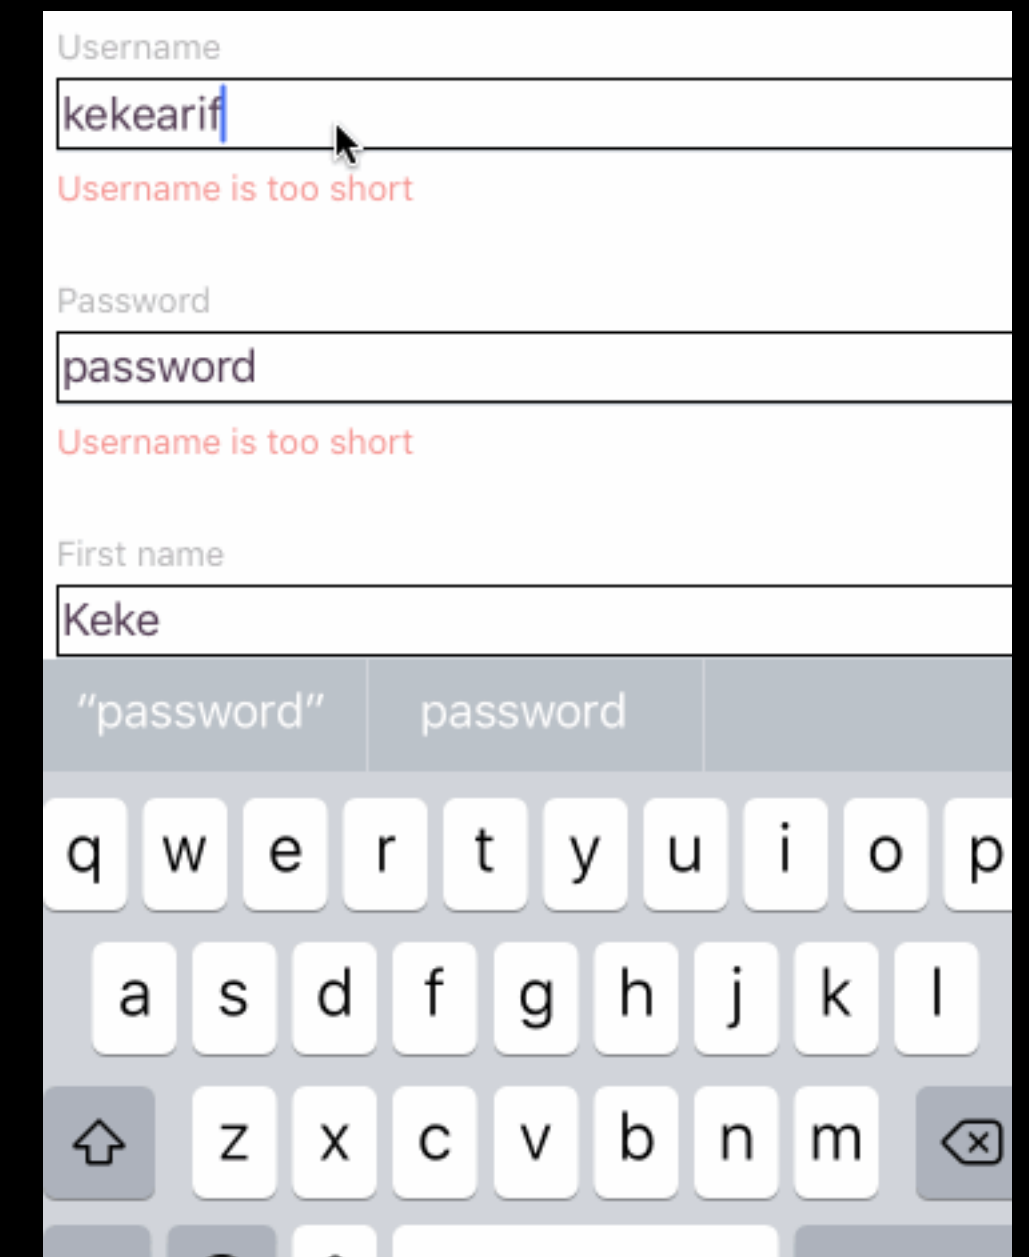 Username
kekearif
Username is too short
Password
password
Username is too short
First name
Keke
“password” password
q w e r t y u i o p
a s d f g h j k l
z x c v b n m